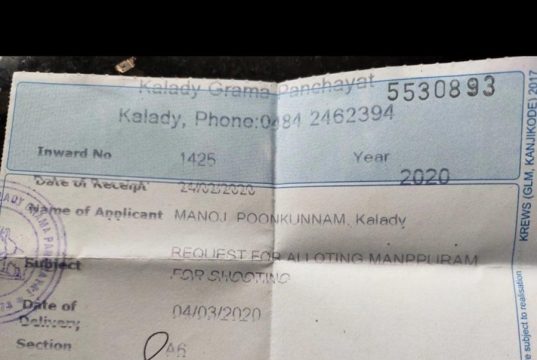 Kalady Grama Panchayat 5530893
Kalady, Phone:0484 2462394
Inward No 1425 Year 2020
Date of Receipt 24/02/2020
Name of Applicant MANOJ POONKUNNAM, Kalady
Subject REQUEST FOR ALLOTING MANPPURAM
FOR SHOOTING
Date of Delivery 04/03/2020
Section A6
KREWS (GLM, KANJIKODE) 2017
e subject to realisation